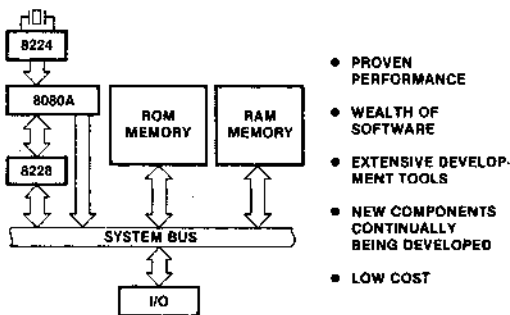 8224
8080A
ROM
MEMORY
RAM
MEMORY
8228
SYSTEM BUS
I/O
● PROVEN
PERFORMANCE
● WEALTH OF
SOFTWARE
● EXTENSIVE DEVELOP-
MENT TOOLS
● NEW COMPONENTS
CONTINUALLY
BEING DEVELOPED
● LOW COST